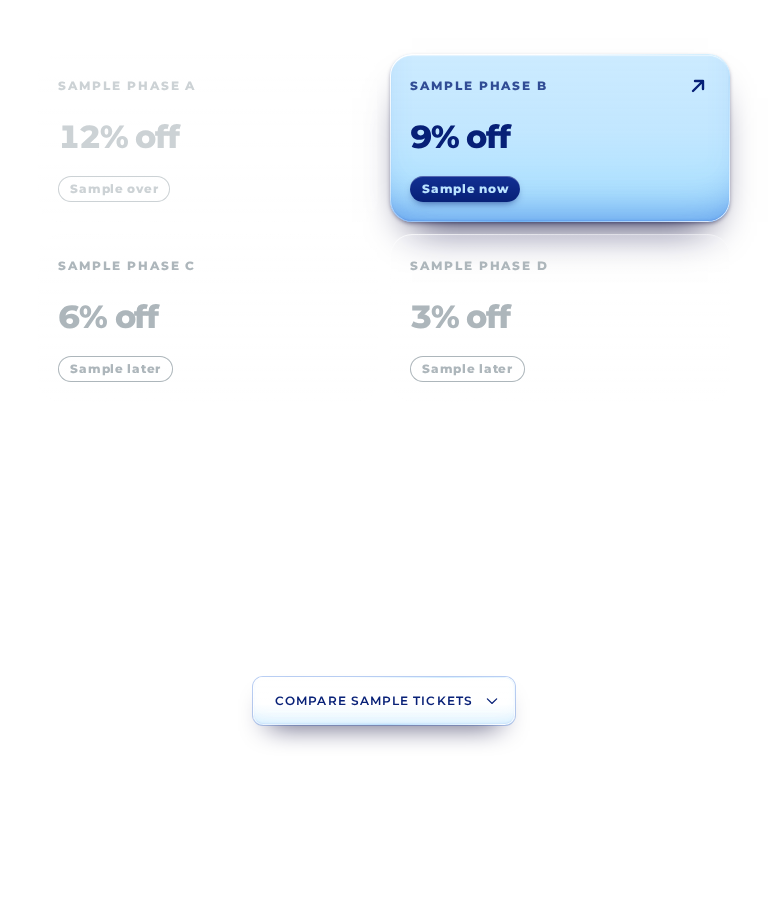 SAMPLE PHASE A
12% off
Sample over
SAMPLE PHASE B
9% off
Sample now
SAMPLE PHASE C
6% off
Sample later
SAMPLE PHASE D
3% off
Sample later
COMPARE SAMPLE TICKETS